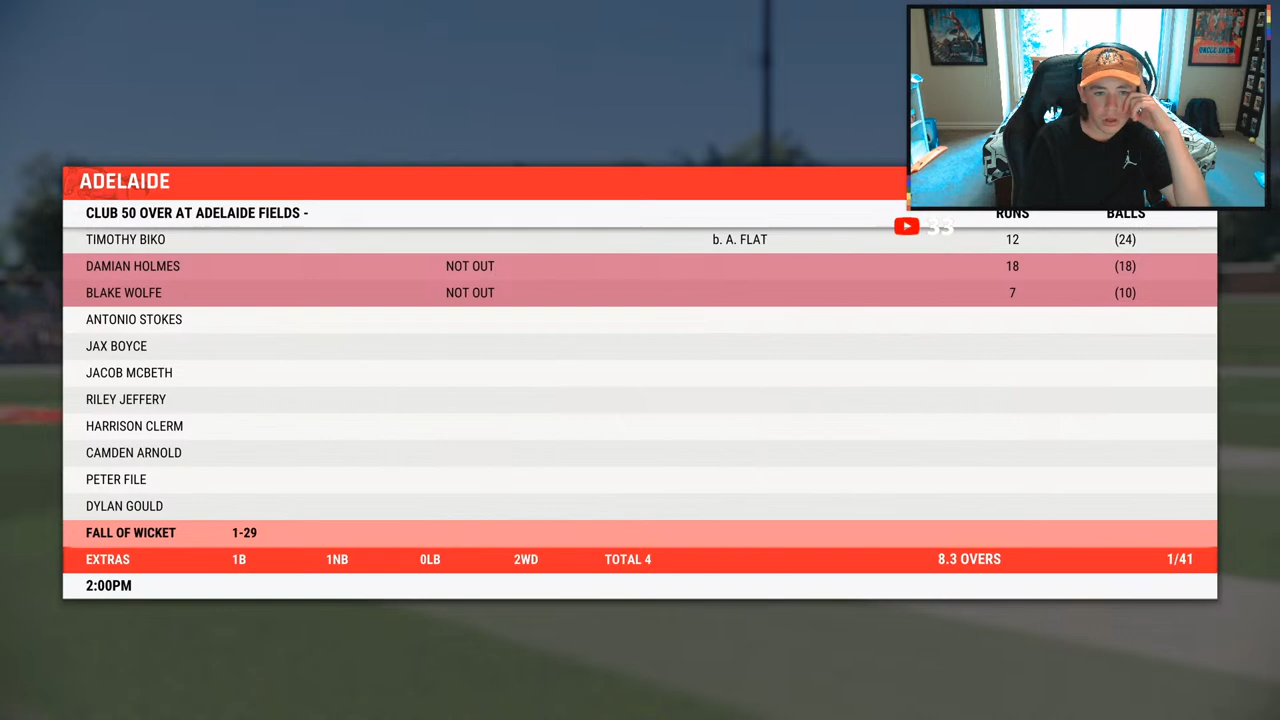 ADELAIDE
CLUB 50 OVER AT ADELAIDE FIELDS -
RUNS BALLS
33
TIMOTHY BIKO b. A. FLAT 12 (24)
DAMIAN HOLMES NOT OUT 18 (18)
BLAKE WOLFE NOT OUT 7 (10)
ANTONIO STOKES
JAX BOYCE
JACOB MCBETH
RILEY JEFFERY
HARRISON CLERM
CAMDEN ARNOLD
PETER FILE
DYLAN GOULD
FALL OF WICKET 1-29
EXTRAS 1B 1NB 0LB 2WD TOTAL 4 8.3 OVERS 1/41
2:00PM